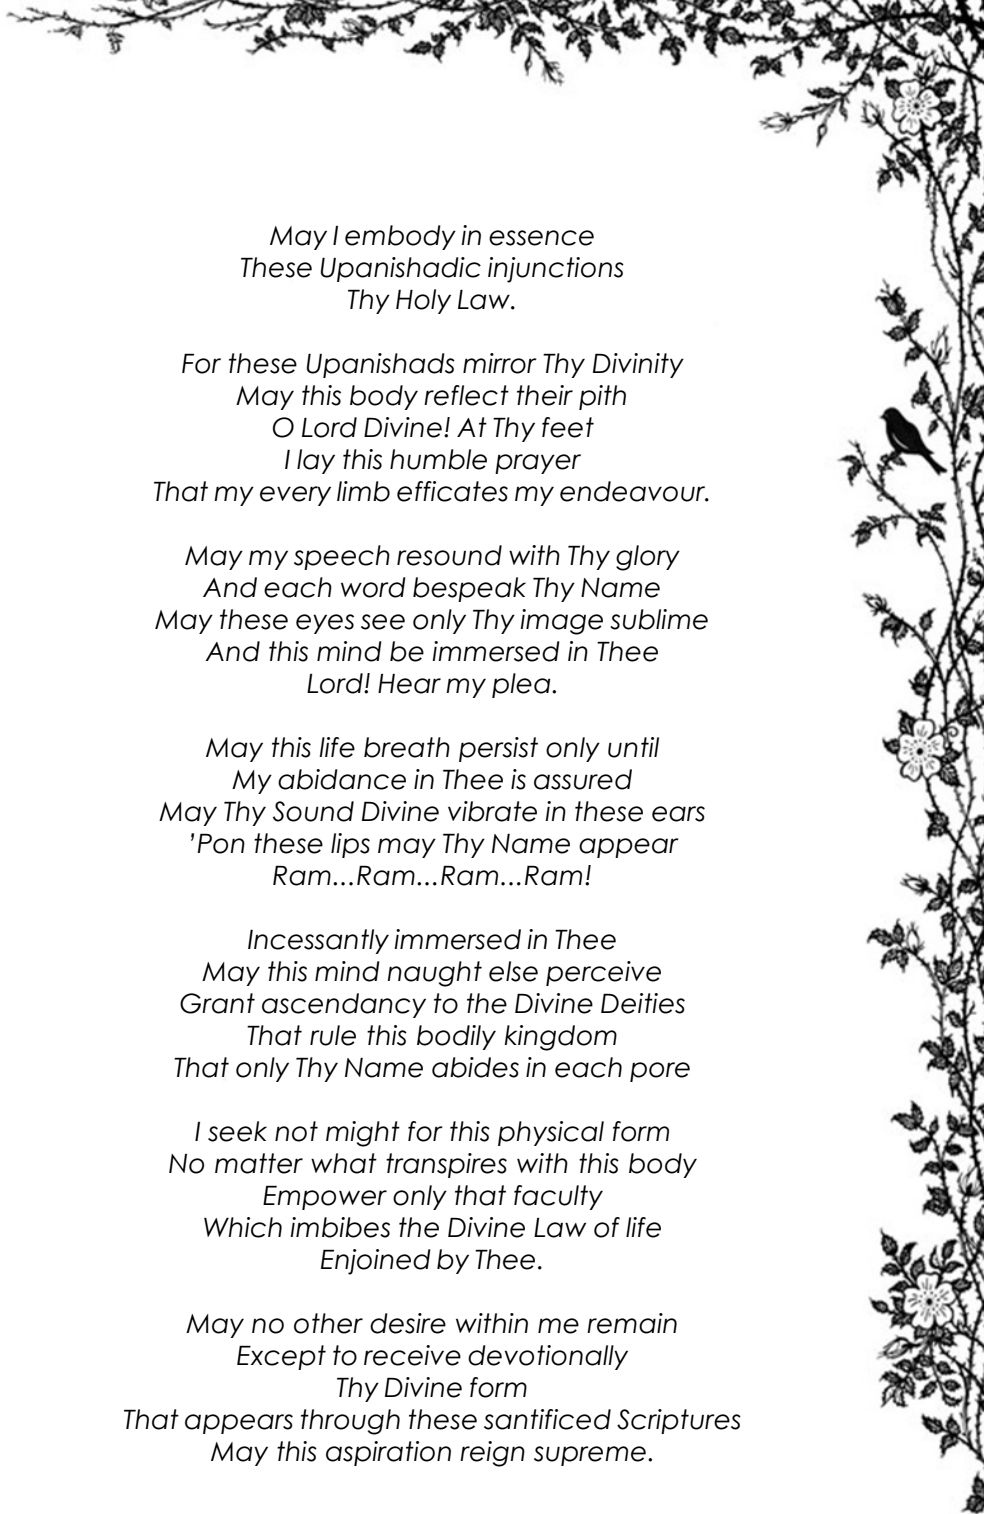 May I embody in essence
These Upanishadic injunctions
Thy Holy Law.
For these Upanishads mirror Thy Divinity
May this body reflect their pith
O Lord Divine! At Thy feet
I lay this humble prayer
That my every limb efficates my endeavour.
May my speech resound with Thy glory
And each word bespeak Thy Name
May these eyes see only Thy image sublime
And this mind be immersed in Thee
Lord! Hear my plea.
May this life breath persist only until
My abidance in Thee is assured
May Thy Sound Divine vibrate in these ears
’Pon these lips may Thy Name appear
Ram...Ram...Ram...Ram!
Incessantly immersed in Thee
May this mind naught else perceive
Grant ascendancy to the Divine Deities
That rule this bodily kingdom
That only Thy Name abides in each pore
I seek not might for this physical form
No matter what transpires with this body
Empower only that faculty
Which imbibes the Divine Law of life
Enjoined by Thee.
May no other desire within me remain
Except to receive devotionally
Thy Divine form
That appears through these santificed Scriptures
May this aspiration reign supreme.